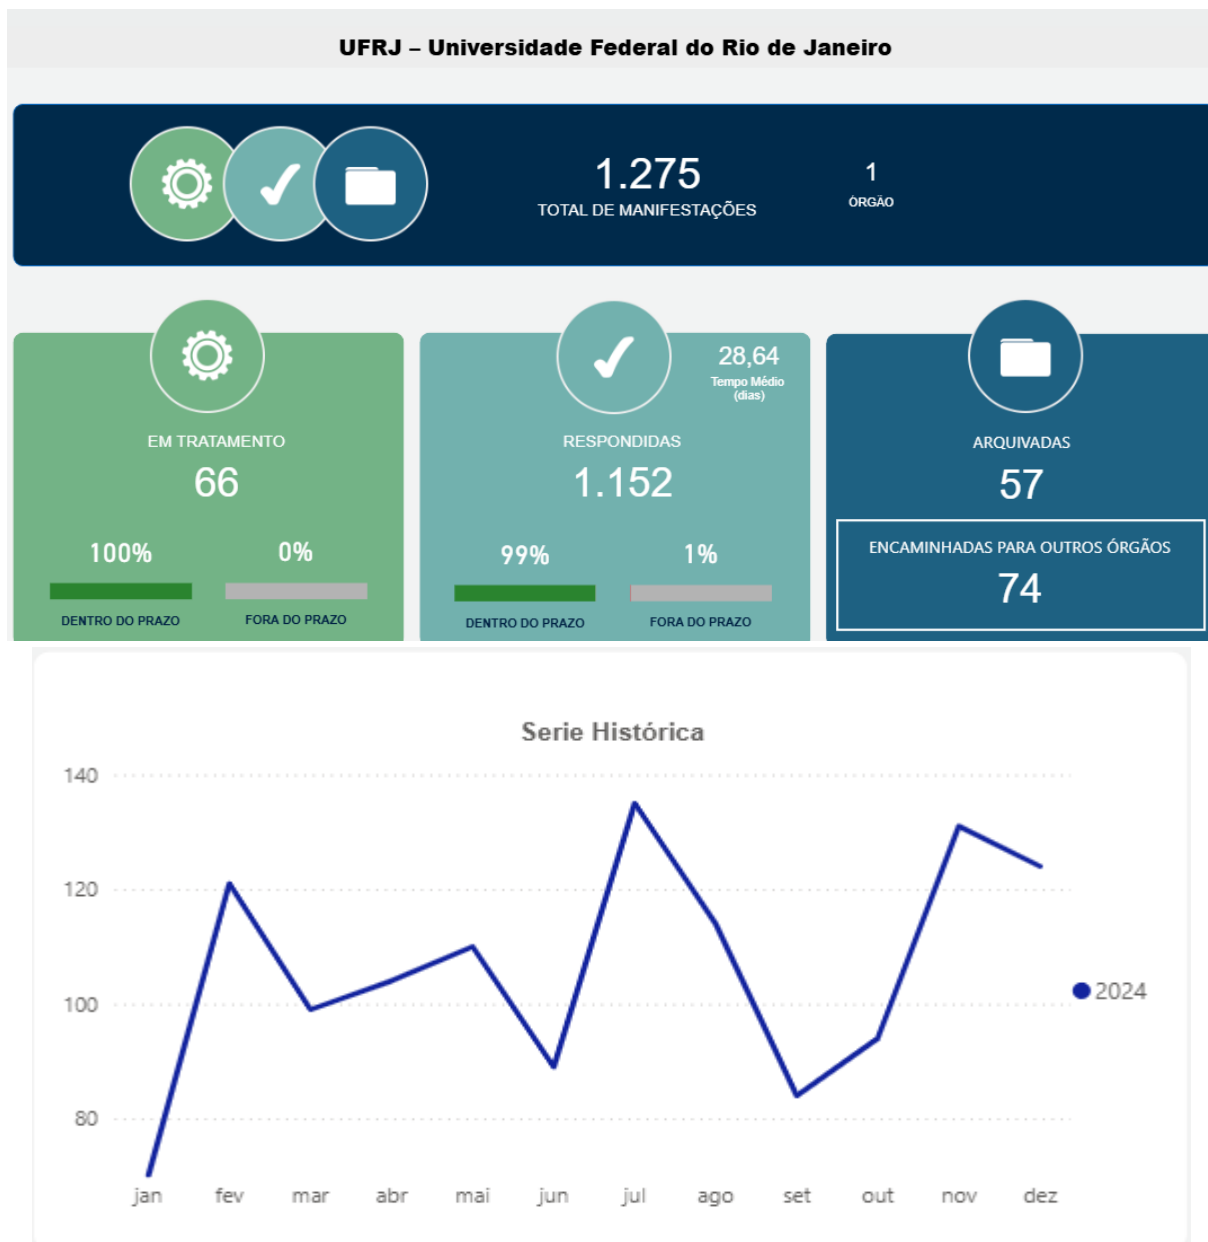 UFRJ – Universidade Federal do Rio de Janeiro
1.275
TOTAL DE MANIFESTAÇÕES
1
ÓRGÃO
EM TRATAMENTO
66
100%
0%
DENTRO DO PRAZO
FORA DO PRAZO
28,64
Tempo Médio
(dias)
RESPONDIDAS
1.152
99%
1%
DENTRO DO PRAZO
FORA DO PRAZO
ARQUIVADAS
57
ENCAMINHADAS PARA OUTROS ÓRGÃOS
74
Serie Histórica
140
120
100
80
jan fev mar abr mai jun jul ago set out nov dez
2024